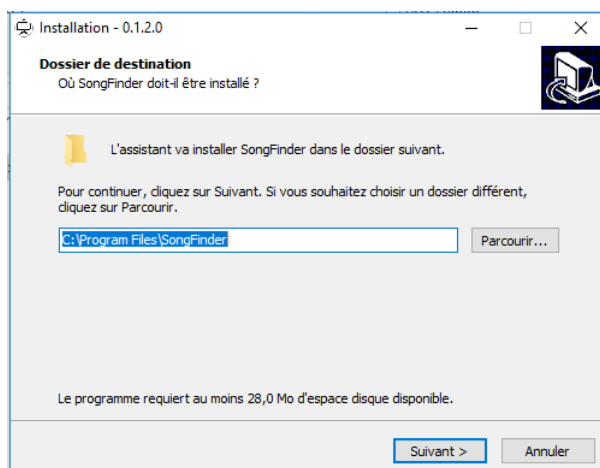 Installation - 0.1.2.0
Dossier de destination
Où SongFinder doit-il être installé ?
L'assistant va installer SongFinder dans le dossier suivant.
Pour continuer, cliquez sur Suivant. Si vous souhaitez choisir un dossier différent,
cliquez sur Parcourir.
C:\Program Files\SongFinder
Parcourir...
Le programme requiert au moins 28,0 Mo d'espace disque disponible.
Suivant >
Annuler